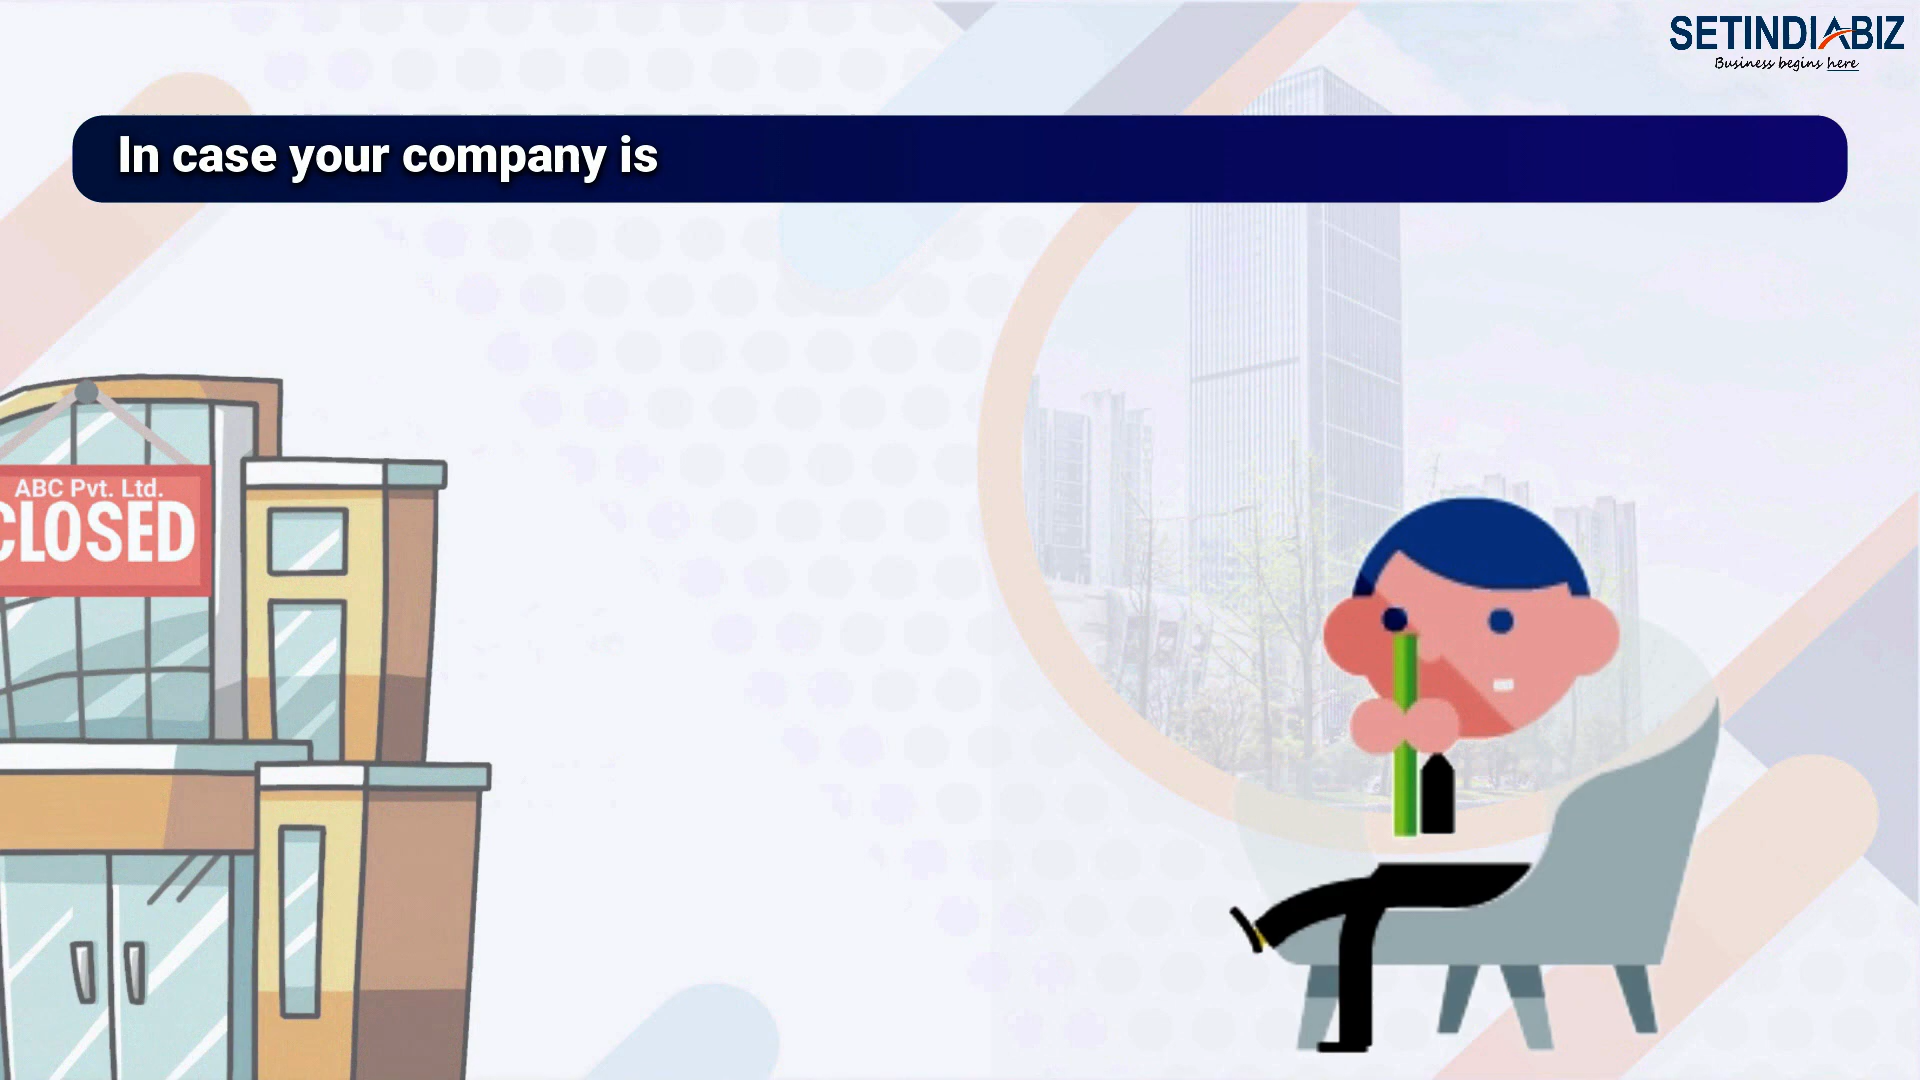 SETINDIABIZ
Business begins here
In case your company is
ABC Pvt. Ltd.
CLOSED